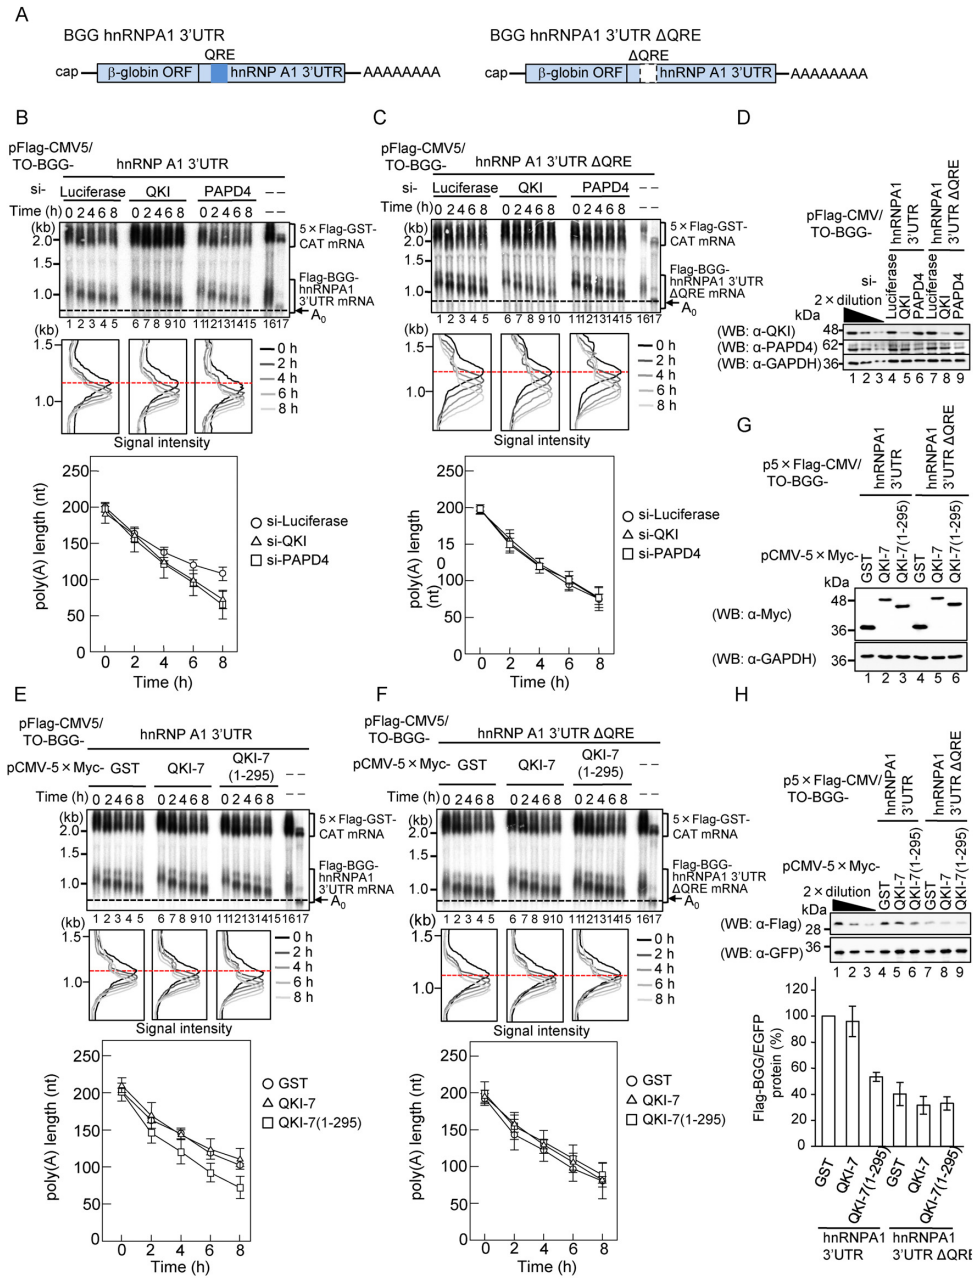 A
BGG hnRNPA1 3'UTR
QRE
cap
β-globin ORF
hnRNP A1 3'UTR
AAAAAAAA
BGG hnRNPA1 3'UTR ΔQRE
ΔQRE
cap
β-globin ORF
hnRNP A1 3'UTR
AAAAAAAA
B
pFlag-CMV5/
TO-BGG-
hnRNP A1 3'UTR
si- Luciferase QKI PAPD4 – –
Time (h) 0 2 4 6 8 0 2 4 6 8 0 2 4 6 8 – –
(kb)
2.0
1.5
1.0
5×Flag-GST-
CAT mRNA
Flag-BGG-
hnRNPA1
3'UTR mRNA
A0
1 2 3 4 5 6 7 8 9 10 11 12 13 14 15 16 17
(kb)
1.5
1.0
0 h
2 h
4 h
6 h
8 h
Signal intensity
poly(A) length (nt)
250
200
150
100
50
0
0 2 4 6 8
Time (h)
si-Luciferase
si-QKI
si-PAPD4
C
pFlag-CMV5/
TO-BGG-
hnRNP A1 3'UTR ΔQRE
si- Luciferase QKI PAPD4 – –
Time (h) 0 2 4 6 8 0 2 4 6 8 0 2 4 6 8 – –
(kb)
2.0
1.5
1.0
5×Flag-GST-
CAT mRNA
Flag-BGG-
hnRNPA1 3'UTR
ΔQRE mRNA
A0
1 2 3 4 5 6 7 8 9 10 11 12 13 14 15 16 17
(kb)
1.5
1.0
0 h
2 h
4 h
6 h
8 h
Signal intensity
poly(A) length
(nt)
250
200
150
0
100
50
0
0 2 4 6 8
Time (h)
si-Luciferase
si-QKI
si-PAPD4
D
pFlag-CMV/
TO-BGG-
hnRNPA1
3'UTR
hnRNPA1
3'UTR ΔQRE
si-
Luciferase QKI PAPD4 Luciferase QKI PAPD4
2×dilution
kDa
(WB: α-QKI) 48
(WB: α-PAPD4) 62
(WB: α-GAPDH) 36
1 2 3 4 5 6 7 8 9
G
p5×Flag-CMV/
TO-BGG-
hnRNPA1
3'UTR
hnRNPA1
3'UTR ΔQRE
pCMV-5×Myc-
GST QKI-7 QKI-7(1-295) GST QKI-7 QKI-7(1-295)
kDa
48
(WB: α-Myc)
36
(WB: α-GAPDH) 36
1 2 3 4 5 6
E
pFlag-CMV5/
TO-BGG-
hnRNP A1 3'UTR
pCMV-5×Myc- GST QKI-7 QKI-7
(1-295) – –
Time (h) 0 2 4 6 8 0 2 4 6 8 0 2 4 6 8 – –
(kb)
2.0
1.5
1.0
5×Flag-GST-
CAT mRNA
Flag-BGG-
hnRNPA1
3'UTR mRNA
A0
1 2 3 4 5 6 7 8 9 10 11 12 13 14 15 16 17
(kb)
1.5
1.0
0 h
2 h
4 h
6 h
8 h
Signal intensity
poly(A) length (nt)
250
200
150
100
50
0
0 2 4 6 8
Time (h)
GST
QKI-7
QKI-7(1-295)
F
pFlag-CMV5/
TO-BGG-
hnRNP A1 3'UTR ΔQRE
pCMV-5×Myc- GST QKI-7 QKI-7
(1-295) – –
Time (h) 0 2 4 6 8 0 2 4 6 8 0 2 4 6 8 – –
(kb)
2.0
1.5
1.0
5×Flag-GST-
CAT mRNA
Flag-BGG-
hnRNPA1 3'UTR
ΔQRE mRNA
A0
1 2 3 4 5 6 7 8 9 10 11 12 13 14 15 16 17
(kb)
1.5
1.0
0 h
2 h
4 h
6 h
8 h
Signal intensity
poly(A) length (nt)
250
200
150
100
50
0
0 2 4 6 8
Time (h)
GST
QKI-7
QKI-7(1-295)
H
p5×Flag-CMV/
TO-BGG-
hnRNPA1
3'UTR
hnRNPA1
3'UTR ΔQRE
pCMV-5×Myc-
GST QKI-7 QKI-7(1-295) GST QKI-7 QKI-7(1-295)
2×dilution
kDa
(WB: α-Flag) 28
(WB: α-GFP) 36
1 2 3 4 5 6 7 8 9
Flag-BGG/EGFP
protein (%)
120
100
80
60
40
20
0
GST QKI-7 QKI-7(1-295) GST QKI-7 QKI-7(1-295)
hnRNPA1
3'UTR
hnRNPA1
3'UTR ΔQRE